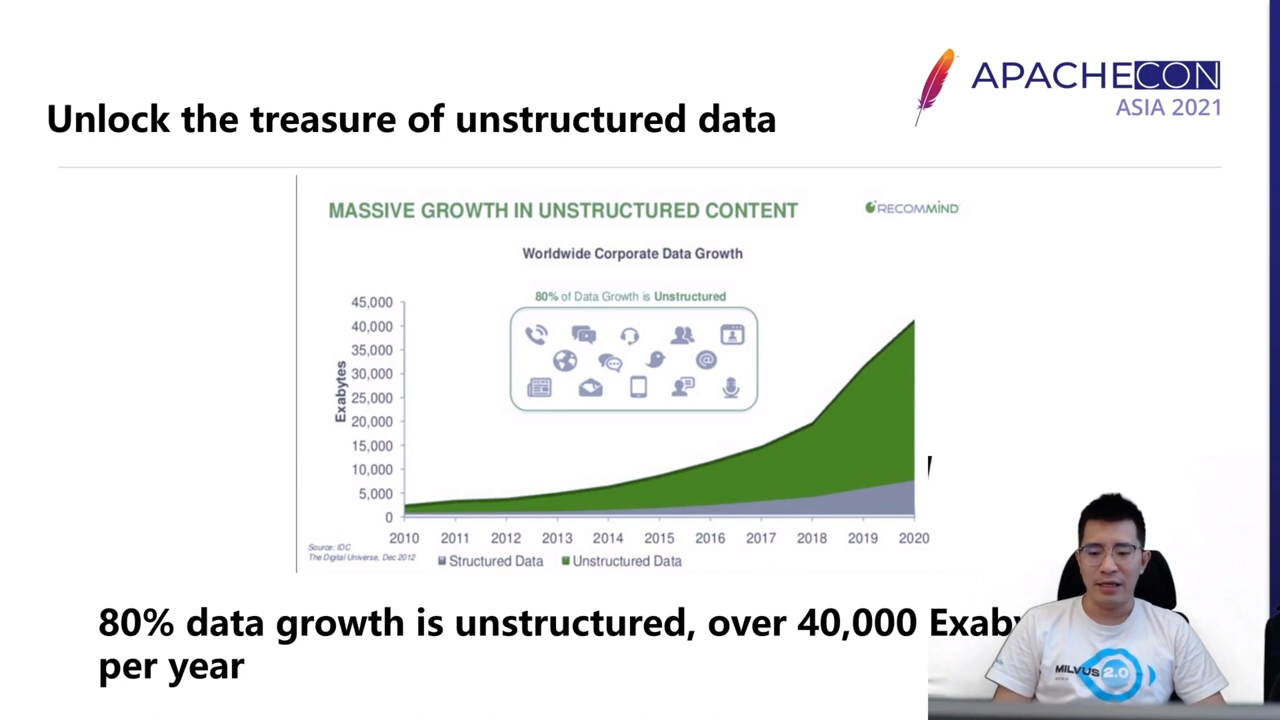 APACHECON
ASIA 2021
Unlock the treasure of unstructured data
MASSIVE GROWTH IN UNSTRUCTURED CONTENT
RECOMMIND
Worldwide Corporate Data Growth
80% of Data Growth is Unstructured
Exabytes
45,000
40,000
35,000
30,000
25,000
20,000
15,000
10,000
5,000
0
2010 2011 2012 2013 2014 2015 2016 2017 2018 2019 2020
Source: IDC
The Digital Universe, Dec 2012
Structured Data Unstructured Data
80% data growth is unstructured, over 40,000 Exaby
per year
MILVUS 2.0